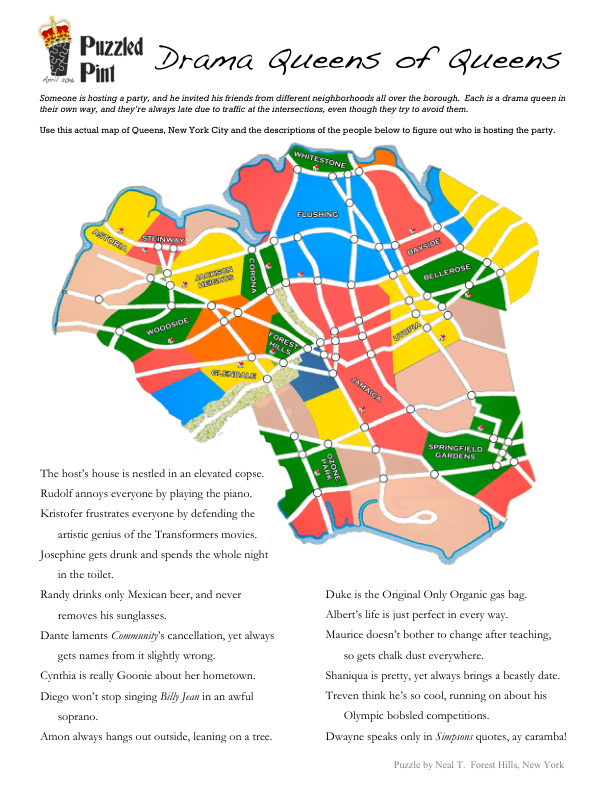 Puzzled
Pint
April 2016
Drama Queens of Queens
Someone is hosting a party, and he invited his friends from different neighborhoods all over the borough. Each is a drama queen in
their own way, and they're always late due to traffic at the intersections, even though they try to avoid them.
Use this actual map of Queens, New York City and the descriptions of the people below to figure out who is hosting the party.
WHITESTONE
FLUSHING
ASTORIA
STEINWAY
BAYSIDE
JACKSON
HEIGHTS
CORONA
BELLEROSE
WOODSIDE
UTOPIA
FOREST
HILLS
GLENDALE
JAMAICA
OZONE
PARK
SPRINGFIELD
GARDENS
The host's house is nestled in an elevated copse.
Rudolf annoys everyone by playing the piano.
Kristofer frustrates everyone by defending the
artistic genius of the Transformers movies.
Josephine gets drunk and spends the whole night
in the toilet.
Randy drinks only Mexican beer, and never
removes his sunglasses.
Dante laments Community's cancellation, yet always
gets names from it slightly wrong.
Cynthia is really Goonie about her hometown.
Diego won't stop singing Billy Jean in an awful
soprano.
Amon always hangs out outside, leaning on a tree.
Duke is the Original Only Organic gas bag.
Albert's life is just perfect in every way.
Maurice doesn't bother to change after teaching,
so gets chalk dust everywhere.
Shaniqua is pretty, yet always brings a beastly date.
Treven think he's so cool, running on about his
Olympic bobsled competitions.
Dwayne speaks only in Simpsons quotes, ay caramba!
Puzzle by Neal T. Forest Hills, New York